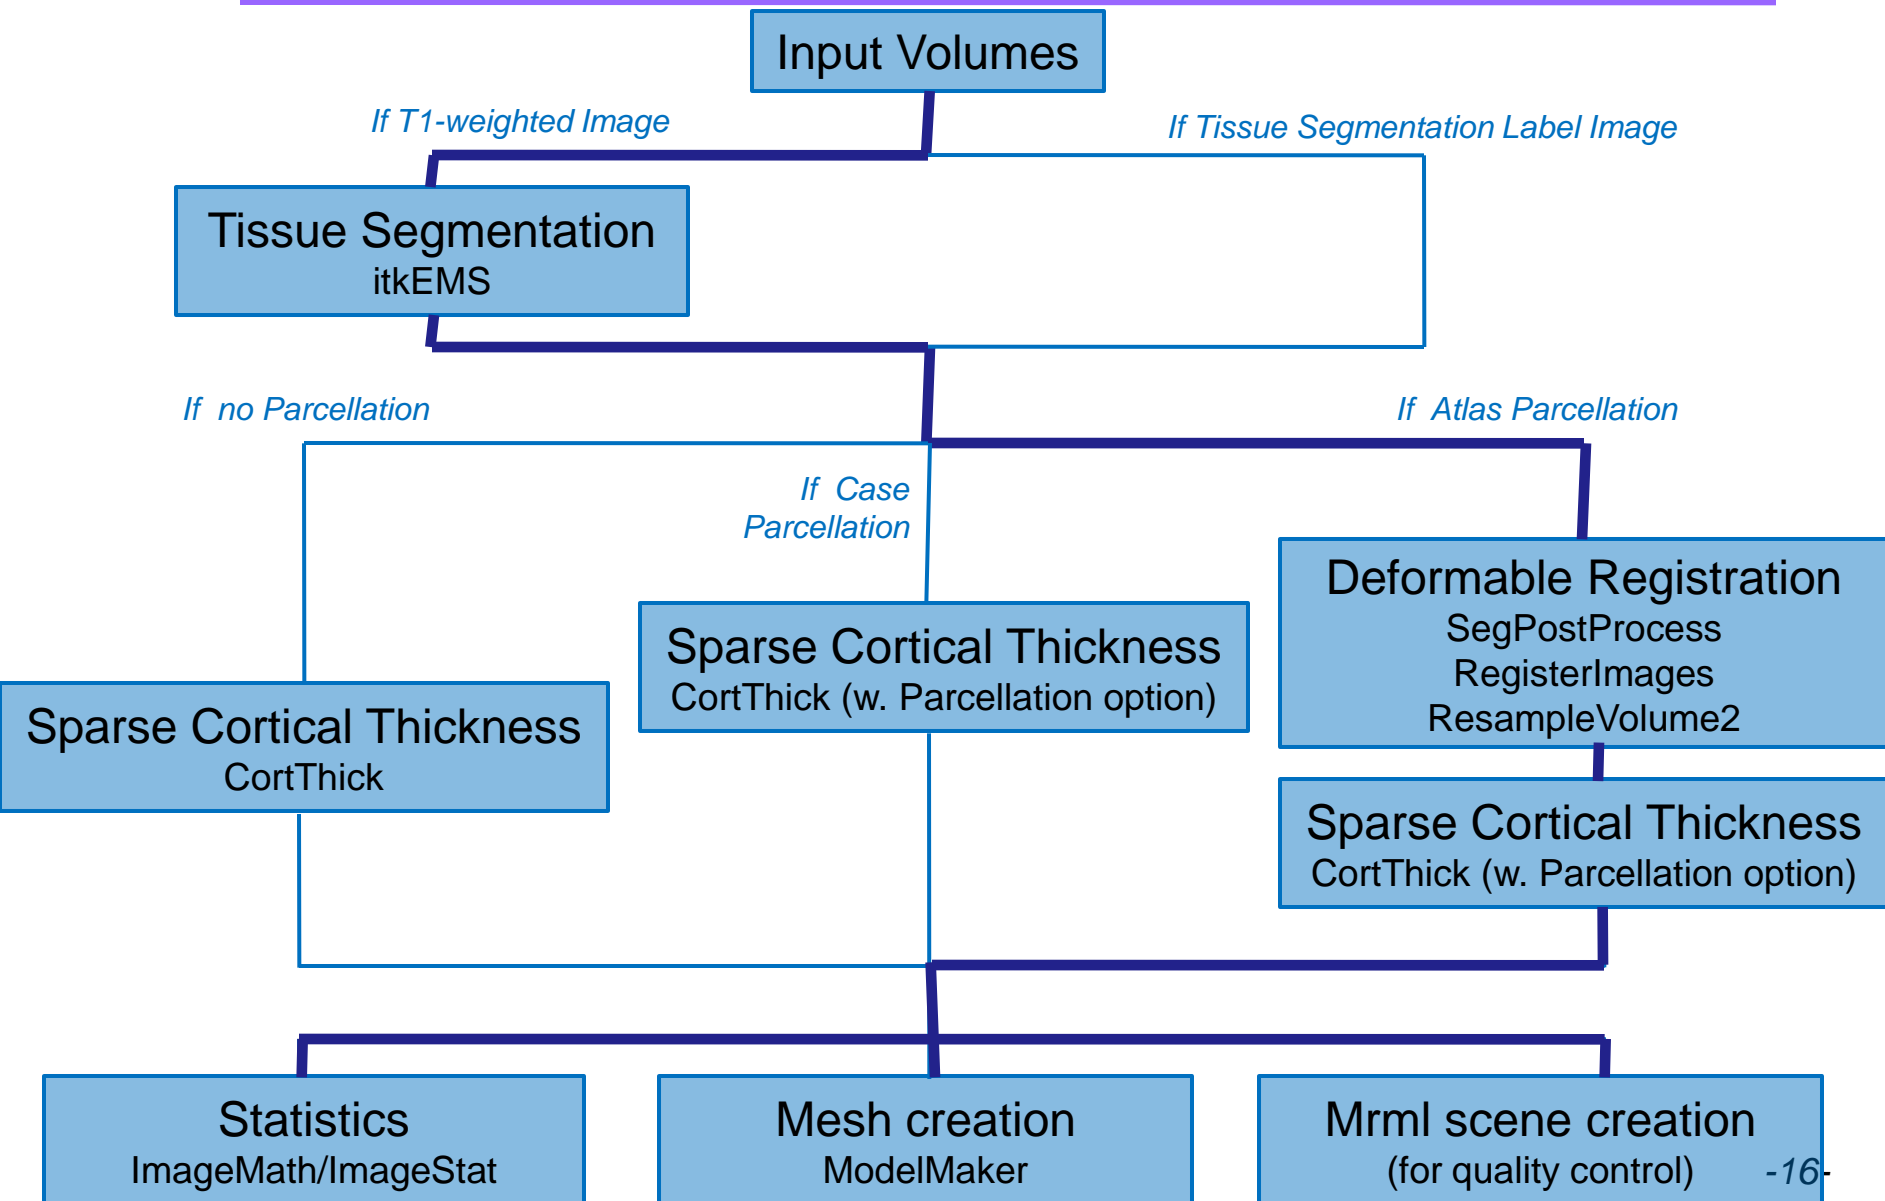 Input Volumes
If T1-weighted Image
If Tissue Segmentation Label Image
Tissue Segmentation
itkEMS
If no Parcellation
If Atlas Parcellation
If Case
Parcellation
Deformable Registration
SegPostProcess
RegisterImages
ResampleVolume2
Sparse Cortical Thickness
CortThick (w. Parcellation option)
Sparse Cortical Thickness
CortThick
Sparse Cortical Thickness
CortThick (w. Parcellation option)
Statistics
ImageMath/ImageStat
Mesh creation
ModelMaker
Mrml scene creation
(for quality control)
-16-